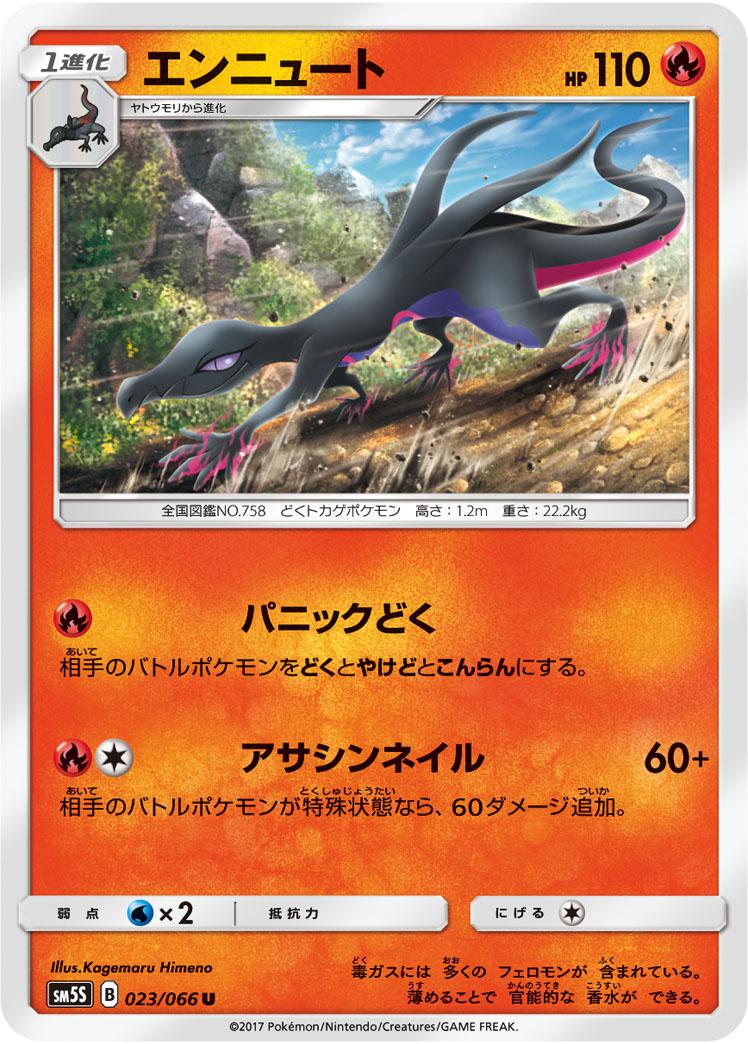 1進化
エンニュート
HP 110
ヤトウモリから進化
全国図鑑NO.758 どくトカゲポケモン 高さ:1.2m 重さ:22.2kg
パニックどく
相手のバトルポケモンをどくとやけどとこんらんにする。
アサシンネイル 60+
相手のバトルポケモンが特殊状態なら、60ダメージ追加。
弱点 ×2 抵抗力 にげる
Illus.Kagemaru Himeno
SM5S B 023/066 U
毒ガスには 多くの フェロモンが 含まれている。
薄めることで 官能的な 香水が できる。
©2017 Pokémon/Nintendo/Creatures/GAME FREAK.